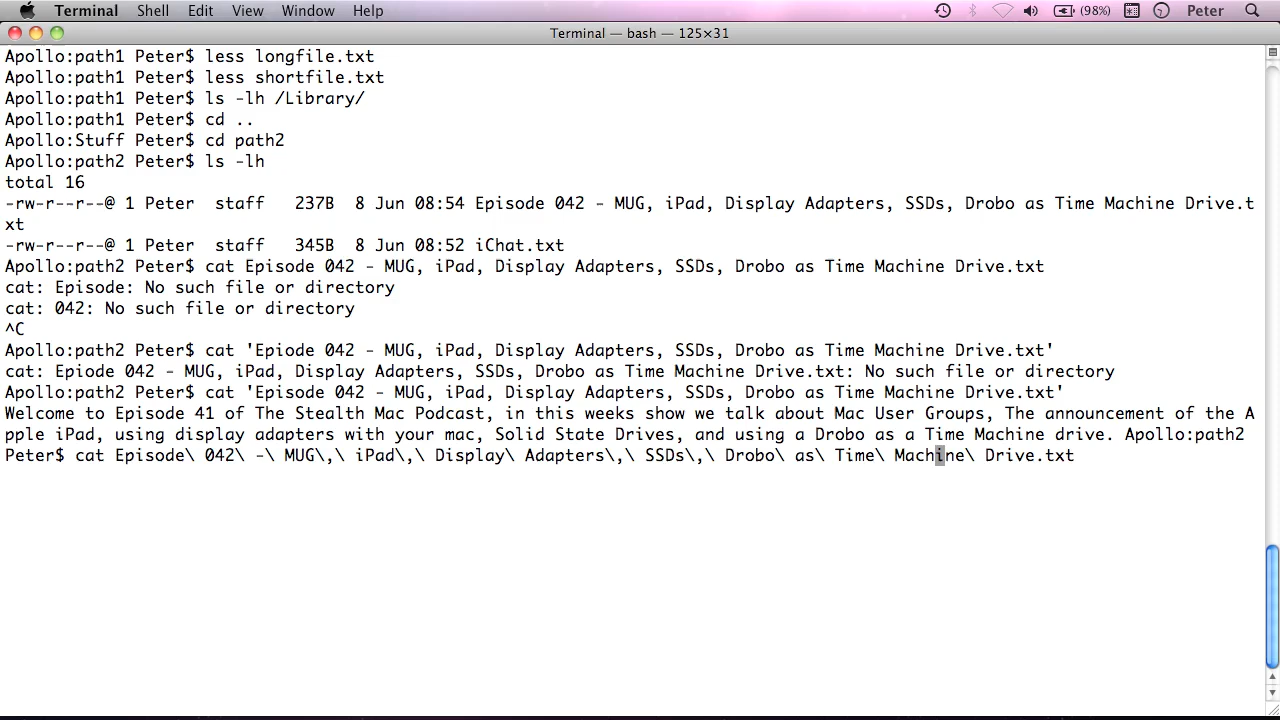 Terminal Shell Edit View Window Help (98%) Peter
Terminal — bash — 125×31
Apollo:path1 Peter$ less longfile.txt
Apollo:path1 Peter$ less shortfile.txt
Apollo:path1 Peter$ ls -lh /Library/
Apollo:path1 Peter$ cd ..
Apollo:Stuff Peter$ cd path2
Apollo:path2 Peter$ ls -lh
total 16
-rw-r--r--@ 1 Peter  staff   237B  8 Jun 08:54 Episode 042 - MUG, iPad, Display Adapters, SSDs, Drobo as Time Machine Drive.t
xt
-rw-r--r--@ 1 Peter  staff   345B  8 Jun 08:52 iChat.txt
Apollo:path2 Peter$ cat Episode 042 - MUG, iPad, Display Adapters, SSDs, Drobo as Time Machine Drive.txt
cat: Episode: No such file or directory
cat: 042: No such file or directory
^C
Apollo:path2 Peter$ cat 'Epiode 042 - MUG, iPad, Display Adapters, SSDs, Drobo as Time Machine Drive.txt'
cat: Epiode 042 - MUG, iPad, Display Adapters, SSDs, Drobo as Time Machine Drive.txt: No such file or directory
Apollo:path2 Peter$ cat 'Episode 042 - MUG, iPad, Display Adapters, SSDs, Drobo as Time Machine Drive.txt'
Welcome to Episode 41 of The Stealth Mac Podcast, in this weeks show we talk about Mac User Groups, The announcement of the A
pple iPad, using display adapters with your mac, Solid State Drives, and using a Drobo as a Time Machine drive. Apollo:path2
Peter$ cat Episode\ 042\ -\ MUG\,\ iPad\,\ Display\ Adapters\,\ SSDs\,\ Drobo\ as\ Time\ Machine\ Drive.txt